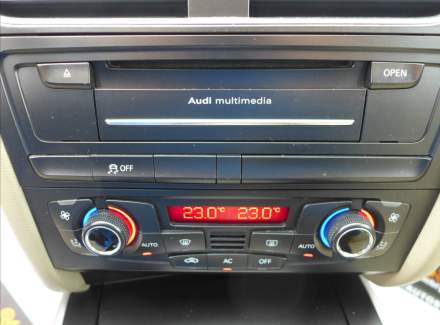 OPEN
Audi multimedia
OFF
23.0°C 23.0°C
AUTO AUTO
AC OFF